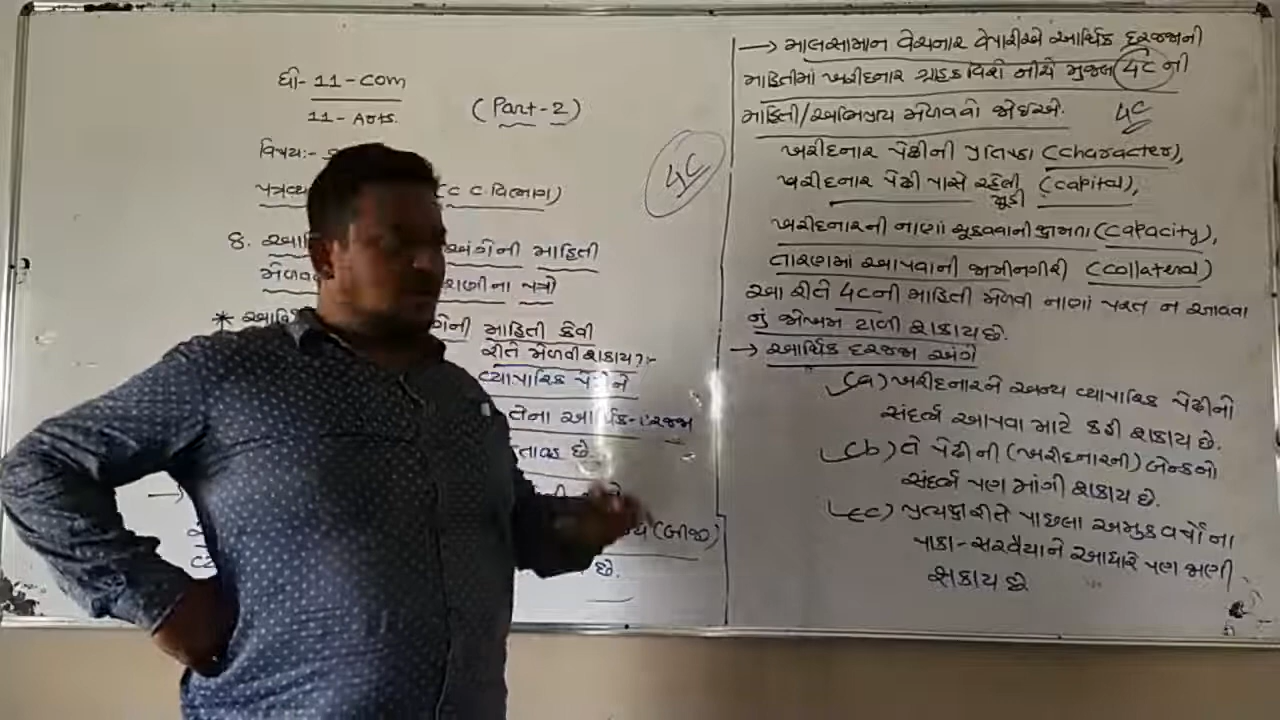 ધો- 11 - com
11 - Arts.
(Part - 2)
વિષય:-
પત્રવ્ય (C C વિભાગ)
4C
8. આ અંગેની માહિતી
મેળવ ના પત્રો
* આર્થિ ગેની માહિતી કેવી
રીતે મેળવી શકાય?:-
વ્યાપારિક પેઢીને
તેના આર્થિક-દરજ્જા
છે.
(બીજા)
છે.
→ માલસામાન વેચનાર વેપારીએ આર્થિક દરજ્જાની
માહિતીમાં ખરીદનાર ગ્રાહક વિશે નીચે મુજબ 4C ની
માહિતી/અભિપ્રાય મેળવવો જોઇએ. 4C
ખરીદનાર પેઢીની પ્રતિષ્ઠા (character),
ખરીદનાર પેઢી પાસે રહેલી મૂડી (capital),
ખરીદનારની નાણાં ચૂકવવાની ક્ષમતા (capacity),
તારણમાં આપવાની જામીનગીરી (collateral)
આ રીતે 4C ની માહિતી મેળવી નાણાં પરત ન આવવા
નું જોખમ ટાળી શકાય છે.
→ આર્થિક દરજ્જા અંગે
(a) ખરીદનારને અન્ય વ્યાપારિક પેઢીનો
સંદર્ભ આપવા માટે કહી શકાય છે.
(b) તે પેઢીની (ખરીદનારની) બેન્કનો
સંદર્ભ પણ માંગી શકાય છે.
(c) પ્રત્યક્ષ રીતે પાછલા અમુક વર્ષોના
પાકા-સરવૈયાને આધારે પણ જાણી
શકાય છે